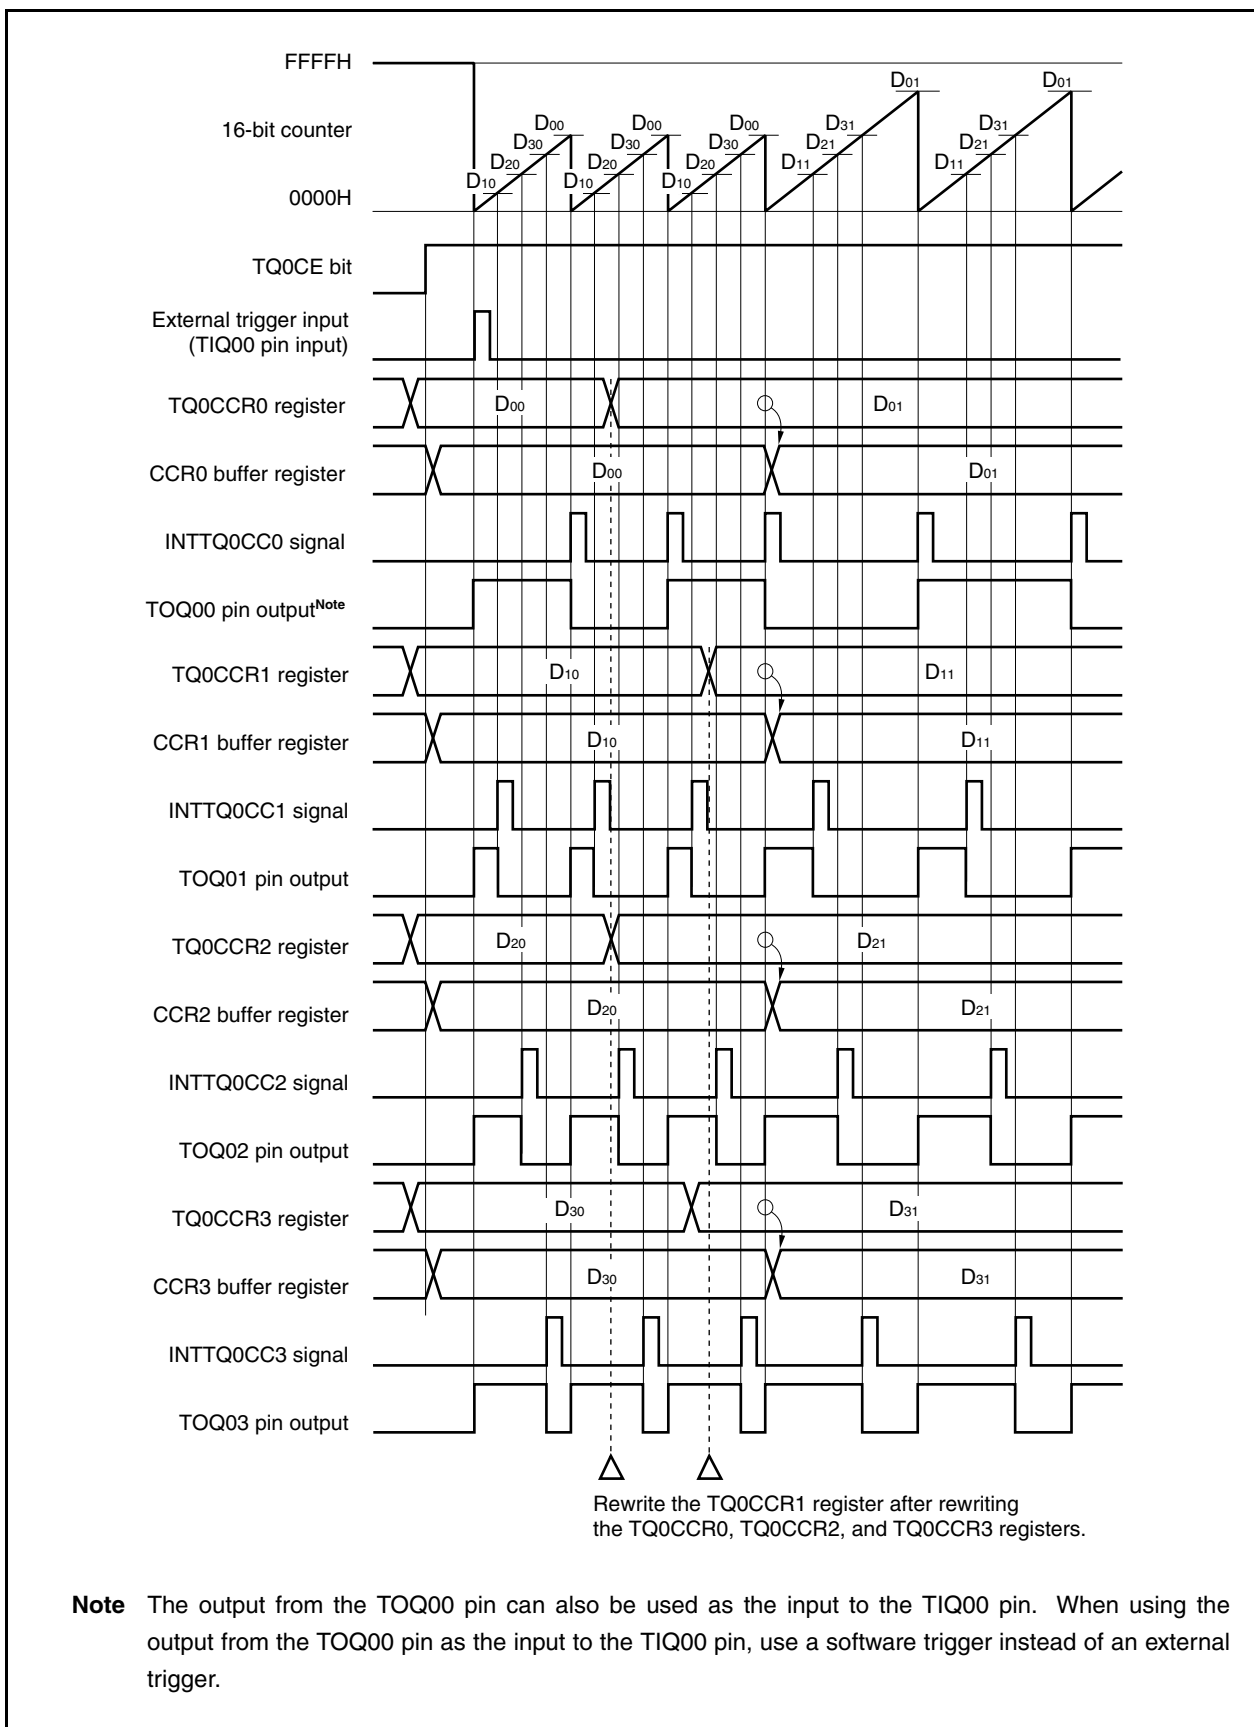 FFFFH
16-bit counter
0000H
D01 D01
D00 D00 D00 D31 D31
D30 D30 D30 D21 D21
D20 D20 D20 D11 D11
D10 D10 D10
TQ0CE bit
External trigger input
(TIQ00 pin input)
TQ0CCR0 register D00 D01
CCR0 buffer register D00 D01
INTTQ0CC0 signal
TOQ00 pin outputNote
TQ0CCR1 register D10 D11
CCR1 buffer register D10 D11
INTTQ0CC1 signal
TOQ01 pin output
TQ0CCR2 register D20 D21
CCR2 buffer register D20 D21
INTTQ0CC2 signal
TOQ02 pin output
TQ0CCR3 register D30 D31
CCR3 buffer register D30 D31
INTTQ0CC3 signal
TOQ03 pin output
Rewrite the TQ0CCR1 register after rewriting
the TQ0CCR0, TQ0CCR2, and TQ0CCR3 registers.
Note The output from the TOQ00 pin can also be used as the input to the TIQ00 pin. When using the
output from the TOQ00 pin as the input to the TIQ00 pin, use a software trigger instead of an external
trigger.